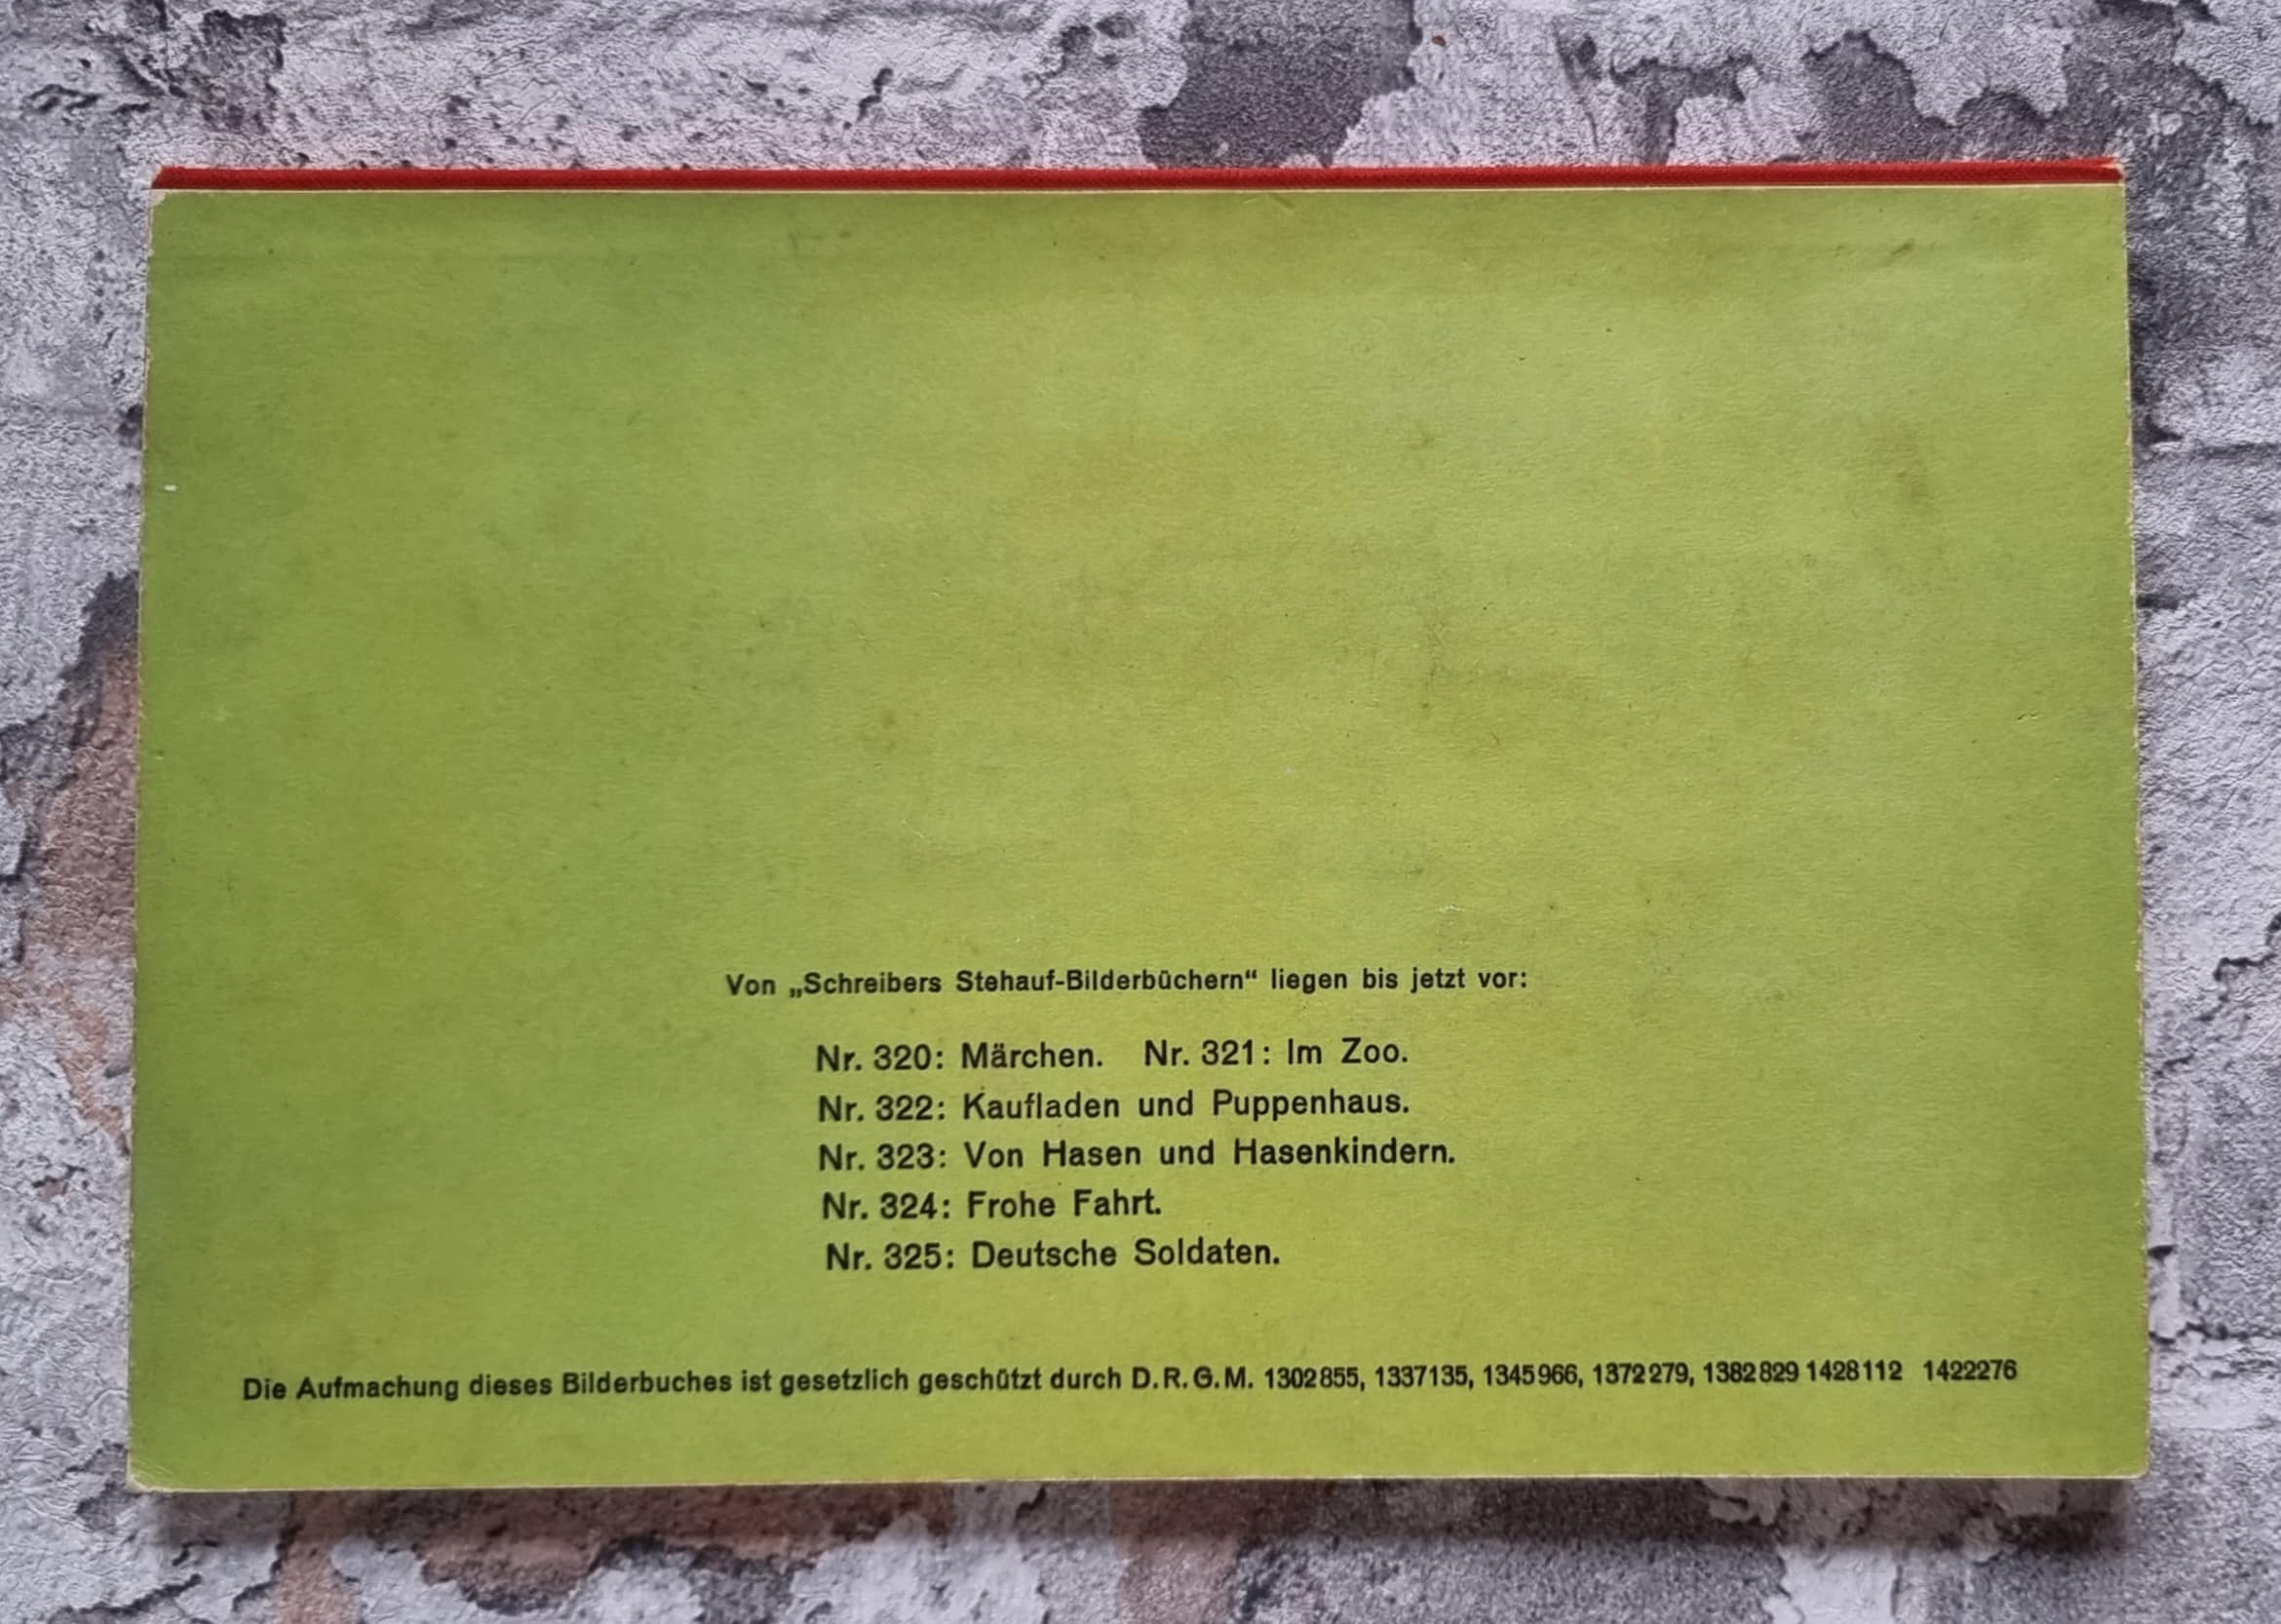 Von „Schreibers Stehauf-Bilderbüchern“ liegen bis jetzt vor:
Nr. 320: Märchen. Nr. 321: Im Zoo.
Nr. 322: Kaufladen und Puppenhaus.
Nr. 323: Von Hasen und Hasenkindern.
Nr. 324: Frohe Fahrt.
Nr. 325: Deutsche Soldaten.
Die Aufmachung dieses Bilderbuches ist gesetzlich geschützt durch D.R.G.M. 1302855, 1337135, 1345966, 1372279, 1382829 1428112 1422276